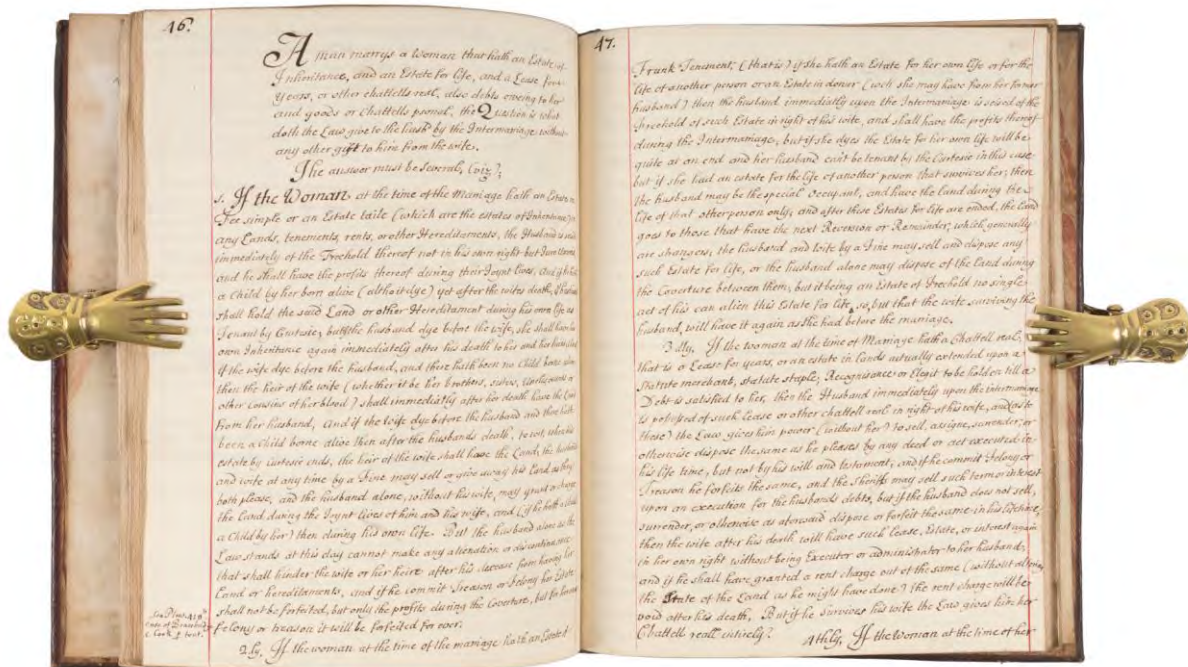 46.
A man marrys a Woman that hath an Estate of
Inheritance, and an Estate for life, and a Lease for
Years, or other chattells real, also debts oweing to her
and goods or Chattells psonal, the Question is what
doth the Law give to the husbd by the Intermariage, without
any other gift to him from the wife.
The answer must be Several, (viz)
1. If the Woman at the time of the Mariage hath an Estate in
Fee simple or an Estate taile (which are the estates of Inheritance) in
any Lands, tenements, rents, or other Hereditaments, the Husband is seised
immediately of the Freehold thereof not in his own right but
and he shall have the profits thereof during their Joynt lives, And if he hath
a Child by her born alive (altho it dye) yet after the wifes death, the husband
shall hold the said Land or other Hereditament during his own life as
Tenant by Curtesie, but if the husband dye before the wife, she shall have her
own Inheritance again immediately after his death to her and her heirs, and
if the wife dye before the husband, and there hath born no Child borne alive
then the heir of the wife (whether it be her brothers, sisters, Uncles, aunts or
other cousins of her blood) shall immediately after her death have the Land
from her husband, And if the wife dye before the husband and there hath
been a Child borne alive then after the husbands death, to wit, when his
estate by Curtesie ends, the heir of the wife shall have the Land, the husband
and wife at any time by a Fine may sell or give away his Land as they
both please, and the husband alone, without his wife, may grant or charge
the Land during the Joynt lives of him and his wife, and (if he hath a child
a Child by her) then during his own life. But the husband alone as the
Law stands at this day cannot make any alienation or discontinuance
that shall hinder the wife or her heires after his decease from having her
Land or hereditaments, and if he commit Treason or felony her Estate
shall not be forfeited, but only the profits during the Coverture, but for her own
Felony or treason it will be forfeited for ever.
2ly, If the woman at the time of the marriage hath an Estate of
47.
Frank Tenement, (that is) if she hath an Estate for her own life or for the
life of another person or an Estate in dower (wch she may have from her former
husband) then the husband immediately upon the Intermariage is seised of the
freehold of such Estate in right of his wife, and shall have the profits thereof
during the Intermariage, but if she dyes the Estate for her own life will be
quite at an end and her husband cant be tenant by the Curtesie in this case
but if she had an estate for the life of another person that survives her; then
the husband may be the special Occupant, and have the land during the
life of that other person only, and after these Estates for life are ended, the land
goes to those that have the next Reversion or Remainder, which generally
are strangers, the husband and wife by a Fine may sell and dispose any
such Estate for life, or the husband alone may dispose of the Land during
the Coverture between them, but it being an Estate of Freehold no single
act of his can alien this Estate for life, so, but that the wife surviving the
husband, will have it again as she had before the mariage.
3dly, If the woman at the time of Mariage hath a Chattell real,
that is a Lease for years, or an estate in lands actually extended upon a
Statute merchant, statute staple, Recognisence or Elegit to be holden till a
Debt is satisfied to her, then the Husband immediately upon the intermariage
is possessed of such lease or other chattell real in right of his wife, and (as to
these) the Law gives him power (without her) to sell, assigne, surrender, or
otherwise dispose the same as he pleases by any deed or act executed in
his life time, but not by his will and testament, and if he commit Felony or
Treason he forfeits the same, and the Sheriff may sell such term or interest
upon an execution for the husbands debts, but if the husband does not sell,
surrender, or otherwise as aforesaid dispose or forfeit the same in his lifetime,
then the wife after his death will have such lease, Estate, or interest again
in her own right without being Executor or administrater to her husband;
and if he shall have granted a rent charge out of the same (without altering
the State of the Land as he might have done) the rent charge will be
void after his death, But if he survives his wife the Law gives him her
Chattell reall intirely?
4thly, If the woman at the time of her